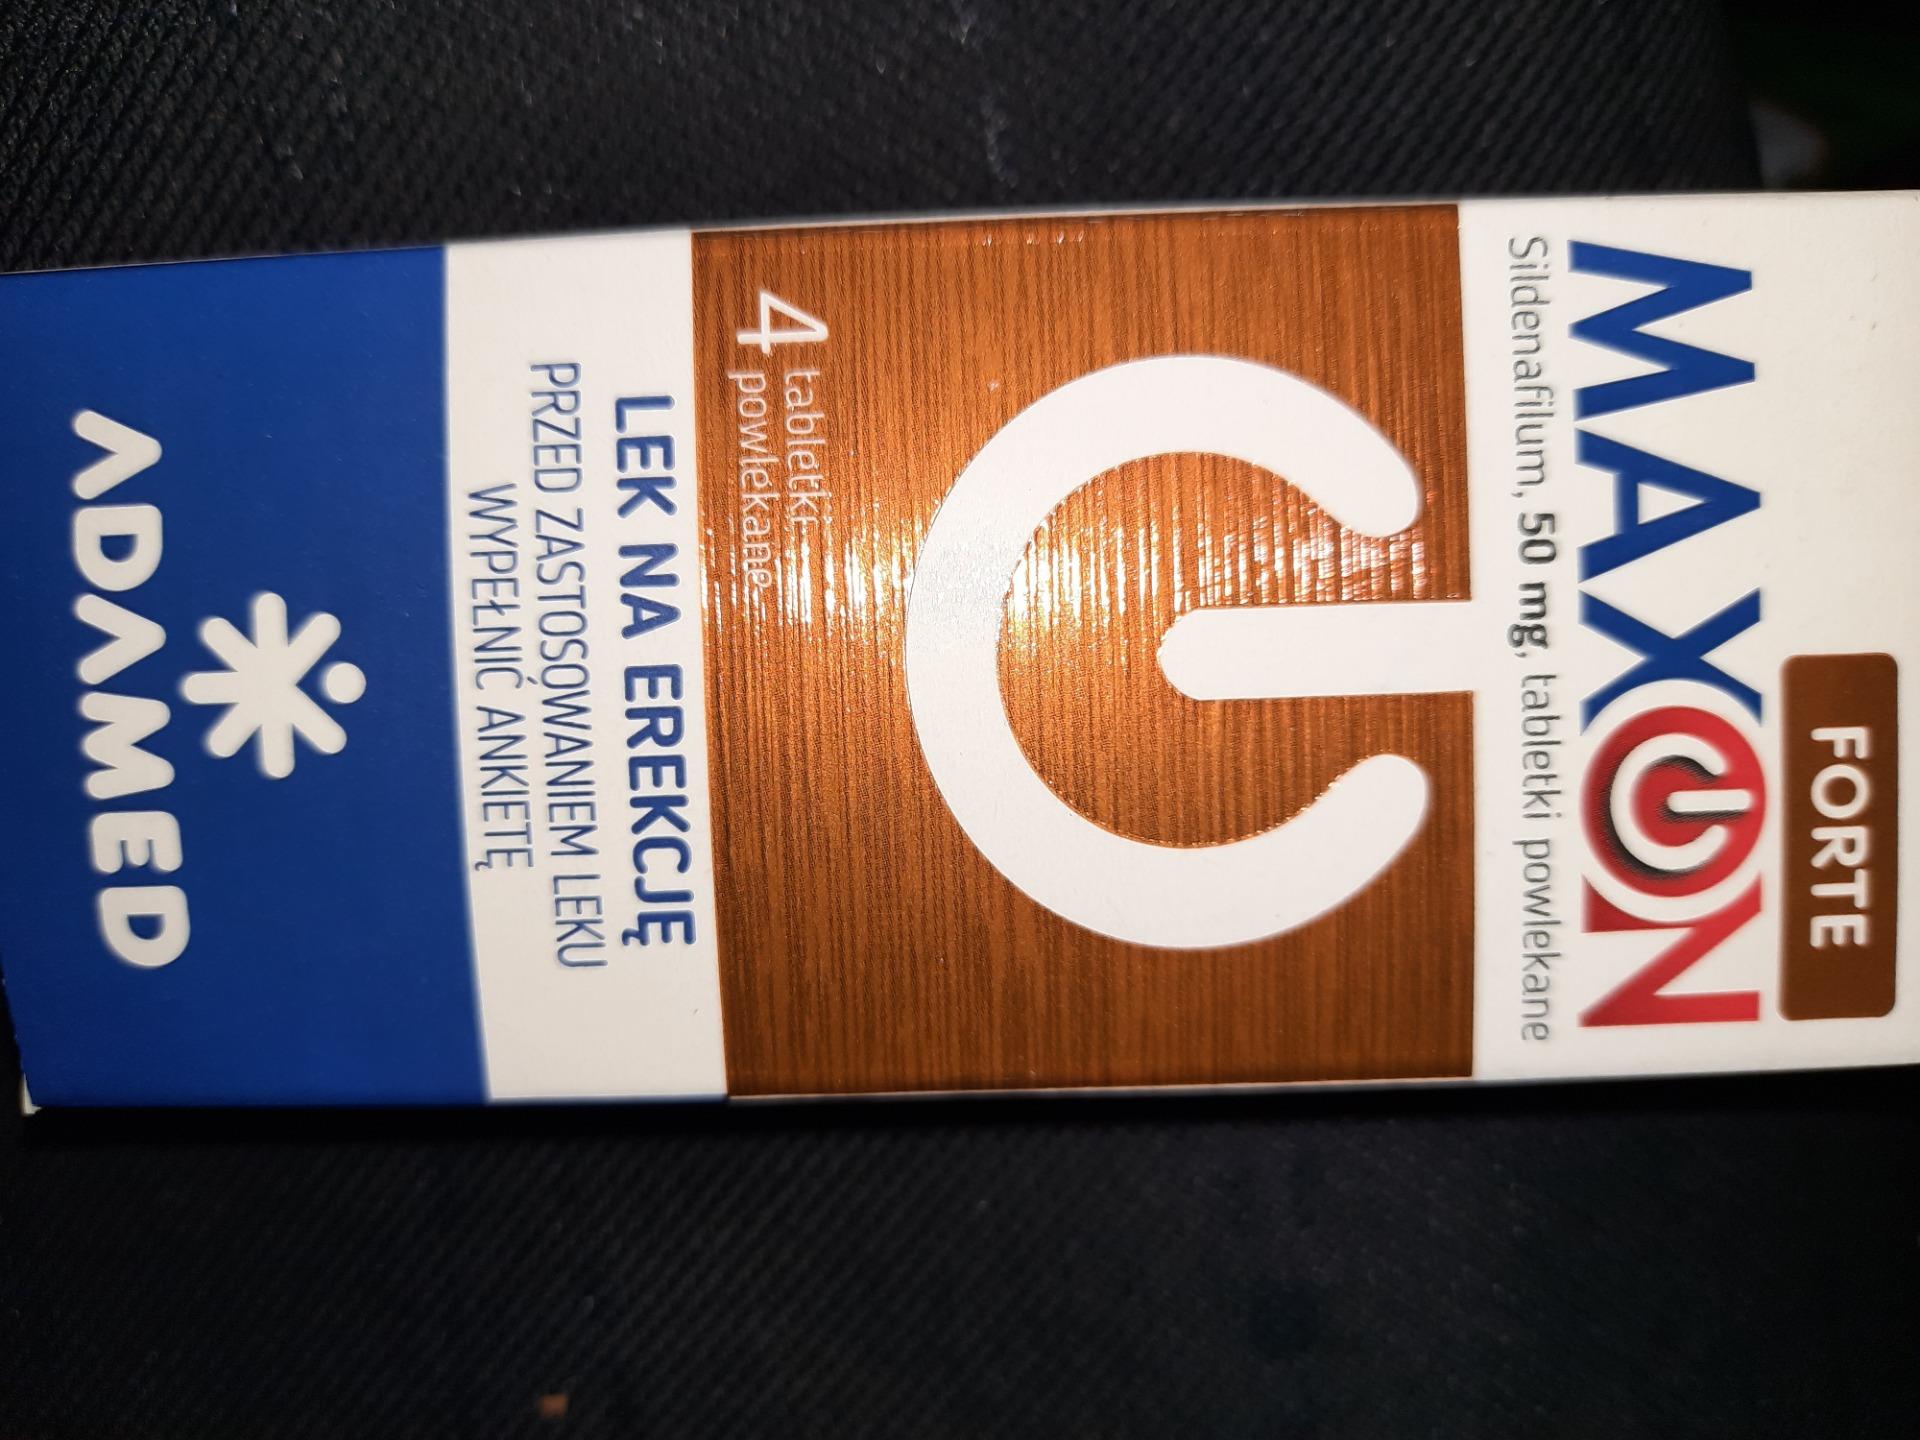 FORTE
MAXON
Sildenafilum, 50 mg, tabletki powlekane
4 tabletki
powlekane
LEK NA EREKCJĘ
PRZED ZASTOSOWANIEM LEKU
WYPEŁNIĆ ANKIETĘ
ADAMED